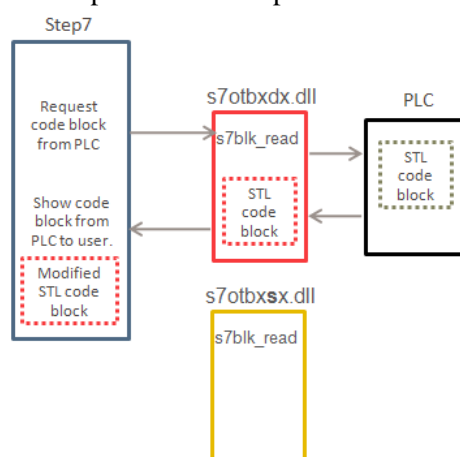 Step7
s7otbxdx.dll
PLC
Request
code block
from PLC
s7blk_read
STL
code
block
Show code
block from
PLC to user.
STL
code
block
Modified
STL code
block
s7otbxsx.dll
s7blk_read